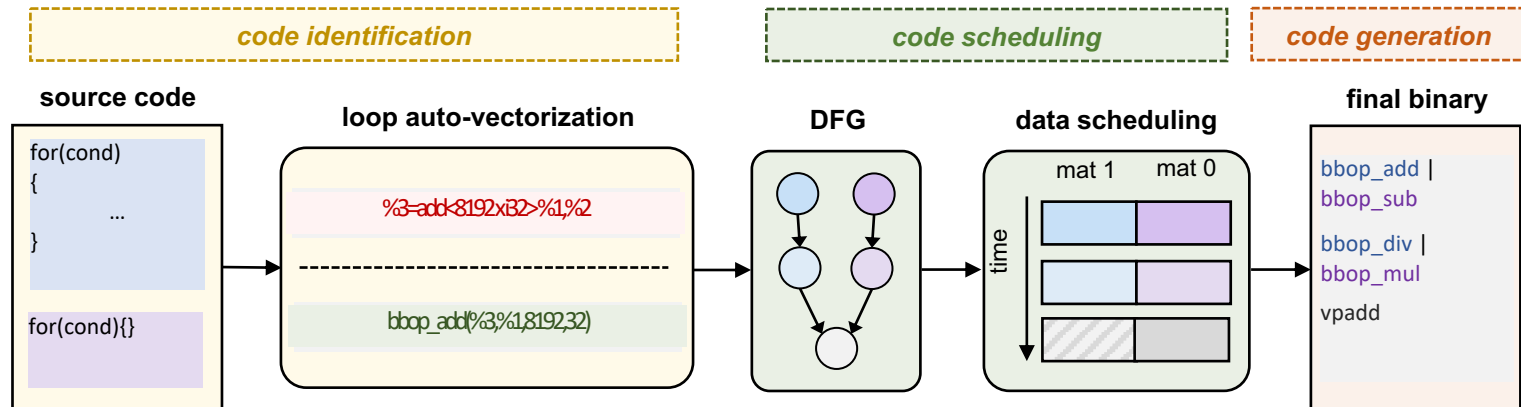 code identification
code scheduling
code generation
source code
loop auto-vectorization
DFG
data scheduling
final binary
for(cond)
{
...
}
for(cond){}
%3=add<8192xi32>%1,%2
bbop_add(%3,%1,8192,32)
mat 1
mat 0
time
bbop_add |
bbop_sub
bbop_div |
bbop_mul
vpadd